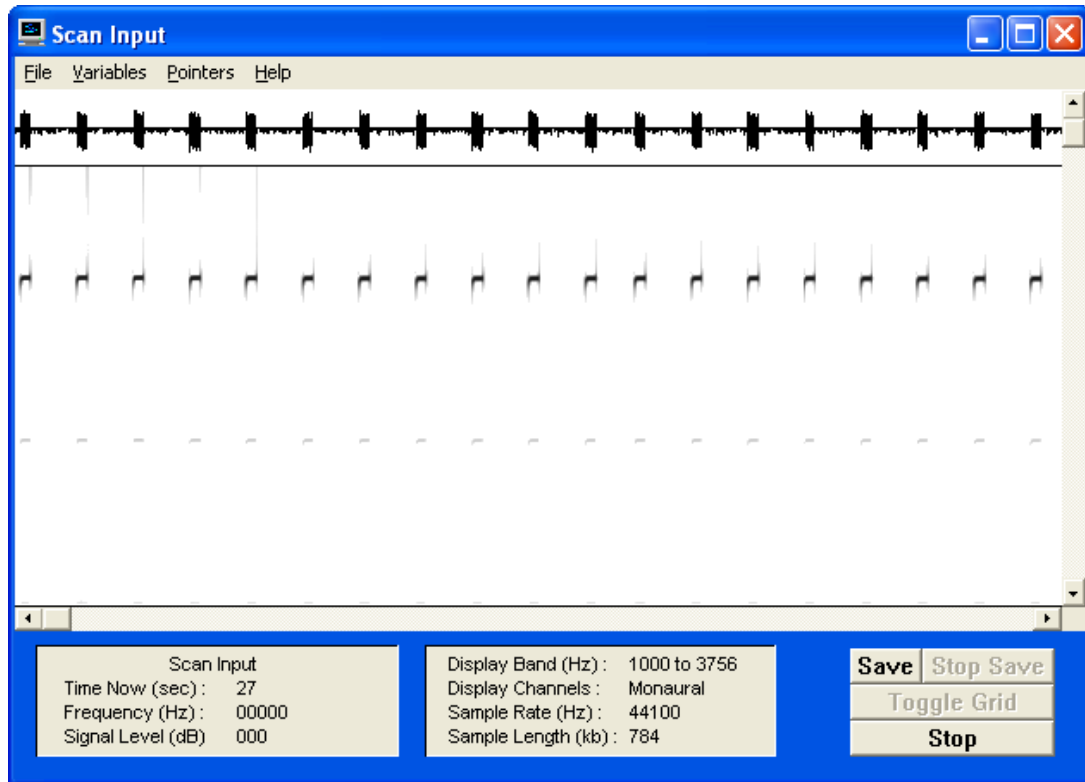 Scan Input
File Variables Pointers Help
Scan Input
Time Now (sec) : 27
Frequency (Hz) : 00000
Signal Level (dB) 000
Display Band (Hz) : 1000 to 3756
Display Channels : Monaural
Sample Rate (Hz) : 44100
Sample Length (kb) : 784
Save Stop Save
Toggle Grid
Stop